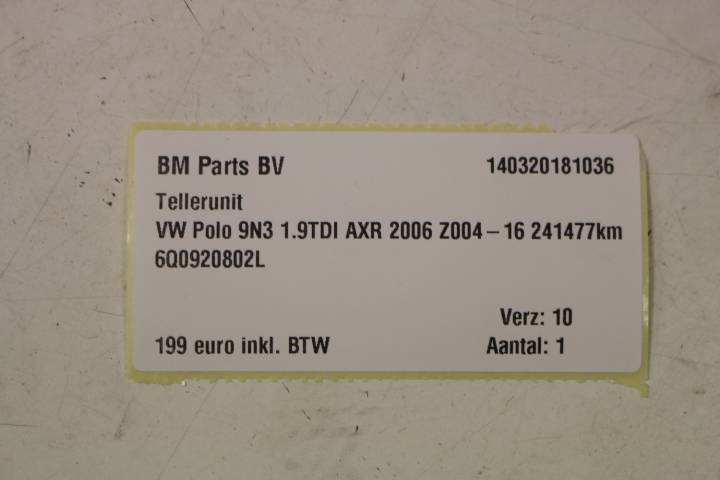 BM Parts BV 140320181036
Tellerunit
VW Polo 9N3 1.9TDI AXR 2006 Z004-16 241477km
6Q0920802L
Verz: 10
199 euro inkl. BTW Aantal: 1